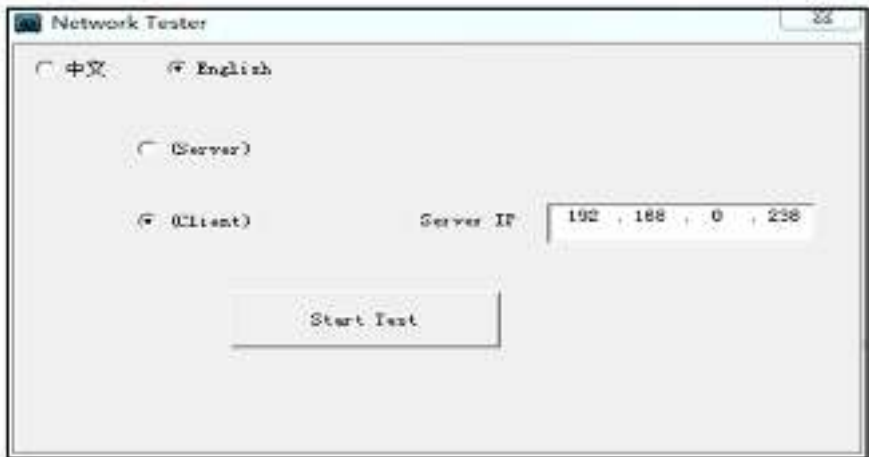 Network Tester
中文 English
(Server)
(Client) Server IP 192 . 168 . 0 . 238
Start Test